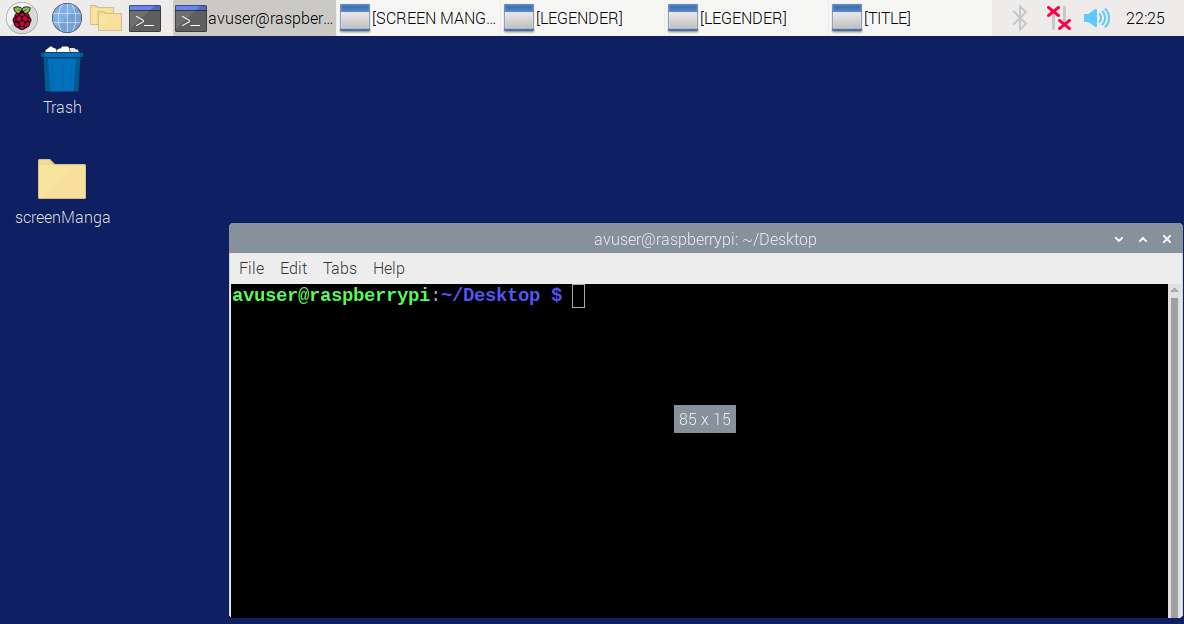 avuser@raspber... [SCREEN MANG... [LEGENDER] [LEGENDER] [TITLE] 22:25
Trash
screenManga
avuser@raspberrypi: ~/Desktop
File Edit Tabs Help
avuser@raspberrypi:~/Desktop $
85 x 15